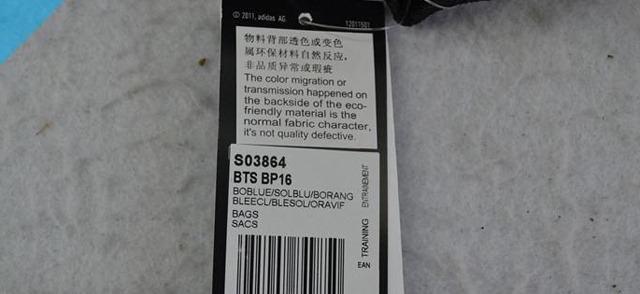 © 2011, adidas AG
12011503
物料背部透色或变色
属环保材料自然反应,
非品质异常或瑕疵
The color migration or
transmission happened on
the backside of the eco-
friendly material is the
normal fabric character,
it's not quality defective.
S03864
BTS BP16
BOBLUE/SOLBLU/BORANG
BLEECL/BLESOL/ORAVIF
BAGS
SACS
TRAINING ENTRAINEMENT
EAN